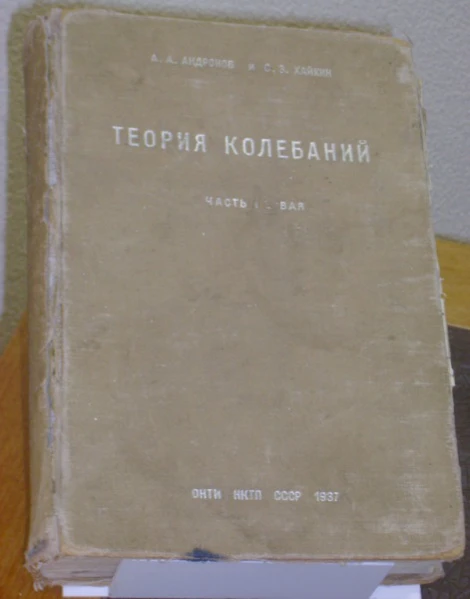 А. А. АНДРОНОВ и С. Э. ХАЙКИН
ТЕОРИЯ КОЛЕБАНИЙ
ЧАСТЬ
ОНТИ НКТП СССР 1937